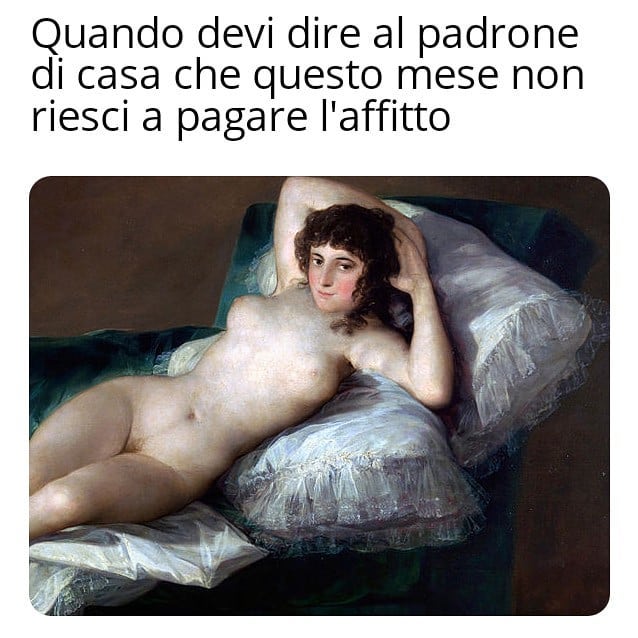 Quando devi dire al padrone
di casa che questo mese non
riesci a pagare l'affitto